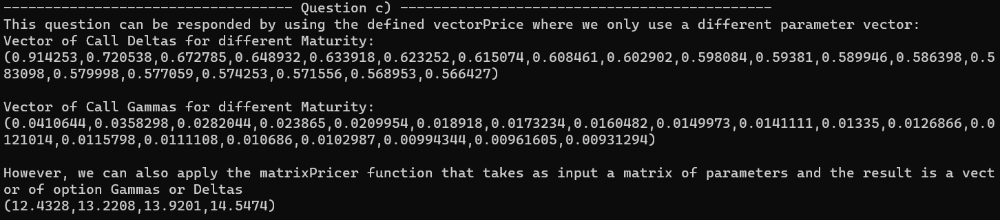 ----------------------------------- Question c) ---------------------------------------------
This question can be responded by using the defined vectorPrice where we only use a different parameter vector:
Vector of Call Deltas for different Maturity:
(0.914253,0.720538,0.672785,0.648932,0.633918,0.623252,0.615074,0.608461,0.602902,0.598084,0.59381,0.589946,0.586398,0.5
83098,0.579998,0.577059,0.574253,0.571556,0.568953,0.566427)
Vector of Call Gammas for different Maturity:
(0.0410644,0.0358298,0.0282044,0.023865,0.0209954,0.018918,0.0173234,0.0160482,0.0149973,0.0141111,0.01335,0.0126866,0.0
121014,0.0115798,0.0111108,0.010686,0.0102987,0.00994344,0.00961605,0.00931294)
However, we can also apply the matrixPricer function that takes as input a matrix of parameters and the result is a vect
or of option Gammas or Deltas
(12.4328,13.2208,13.9201,14.5474)